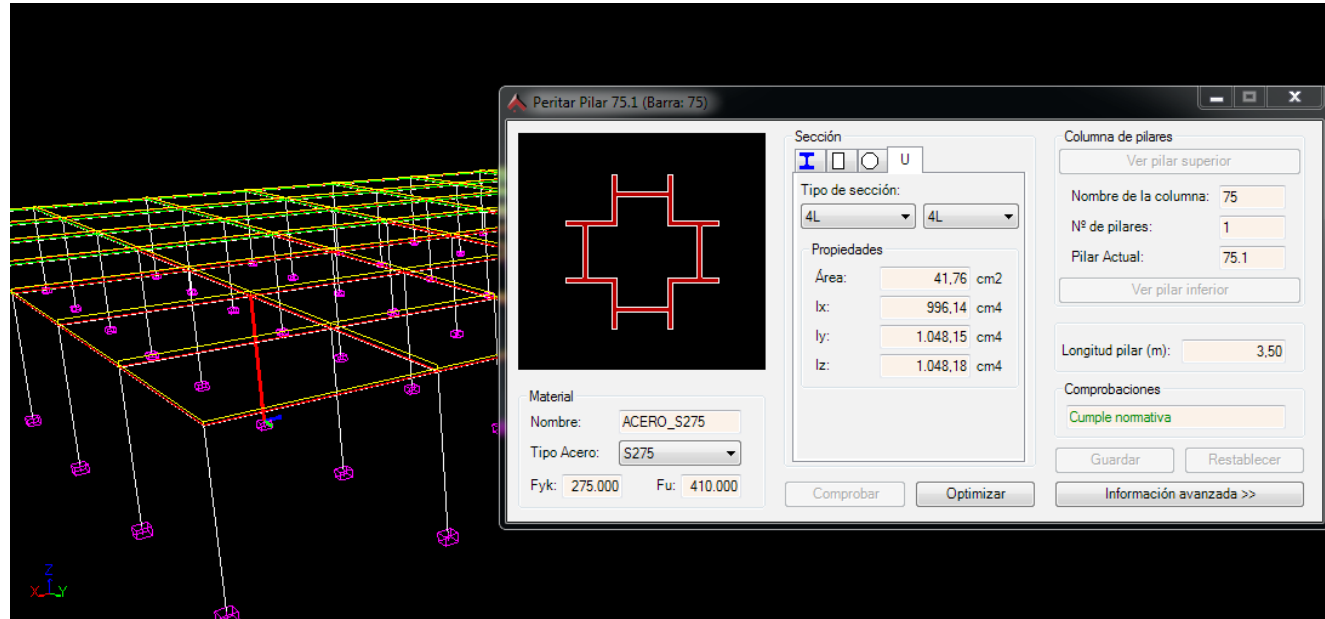 Peritar Pilar 75.1 (Barra: 75)
Sección
U
Tipo de sección:
4L 4L
Propiedades
Área: 41,76 cm2
Ix: 996,14 cm4
Iy: 1.048,15 cm4
Iz: 1.048,18 cm4
Columna de pilares
Ver pilar superior
Nombre de la columna: 75
Nº de pilares: 1
Pilar Actual: 75.1
Ver pilar inferior
Longitud pilar (m): 3,50
Material
Nombre: ACERO_S275
Tipo Acero: S275
Fyk: 275.000 Fu: 410.000
Comprobaciones
Cumple normativa
Guardar Restablecer
Comprobar Optimizar Información avanzada >>
Z
X Y